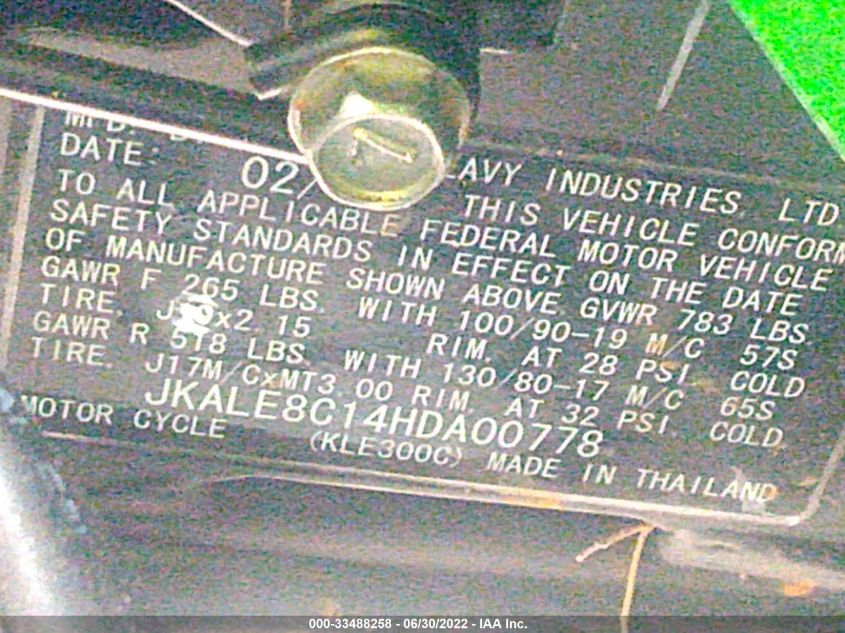 DATE: 02/ LAVY INDUSTRIES, LTD
THIS VEHICLE CONFORM
TO ALL APPLICABLE FEDERAL MOTOR VEHICLE
SAFETY STANDARDS IN EFFECT ON THE DATE
OF MANUFACTURE SHOWN ABOVE. GVWR 783 LBS
GAWR F 265 LBS. WITH 100/90-19 M/C 57S
TIRE, x2.15 RIM, AT 28 PSI. COLD
GAWR R 518 LBS. WITH 130/80-17 M/C 65S
TIRE, J17M/CxMT3.00 RIM, AT 32 PSI. COLD
JKALE8C14HDA00778
MOTOR CYCLE (KLE300C) MADE IN THAILAND
000-33488258 - 06/30/2022 - IAA Inc.